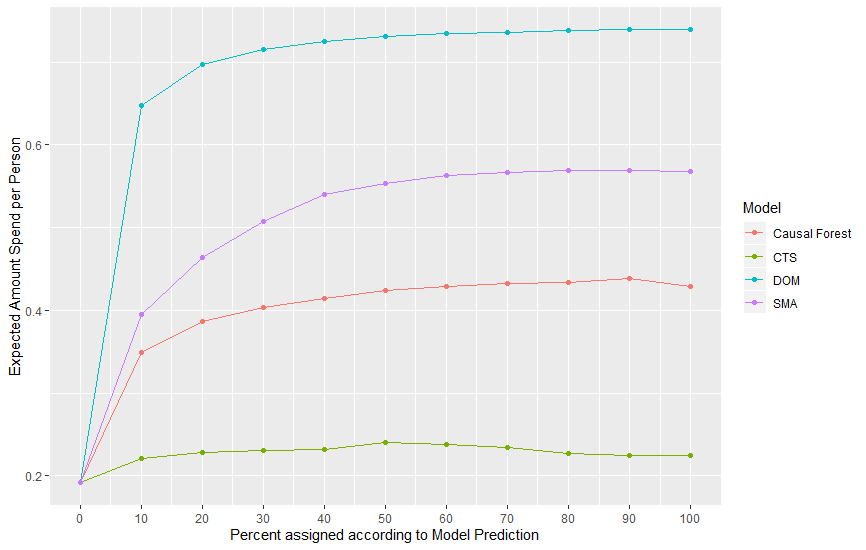 Expected Amount Spend per Person
0.6
0.4
0.2
0 10 20 30 40 50 60 70 80 90 100
Percent assigned according to Model Prediction
Model
Causal Forest
CTS
DOM
SMA